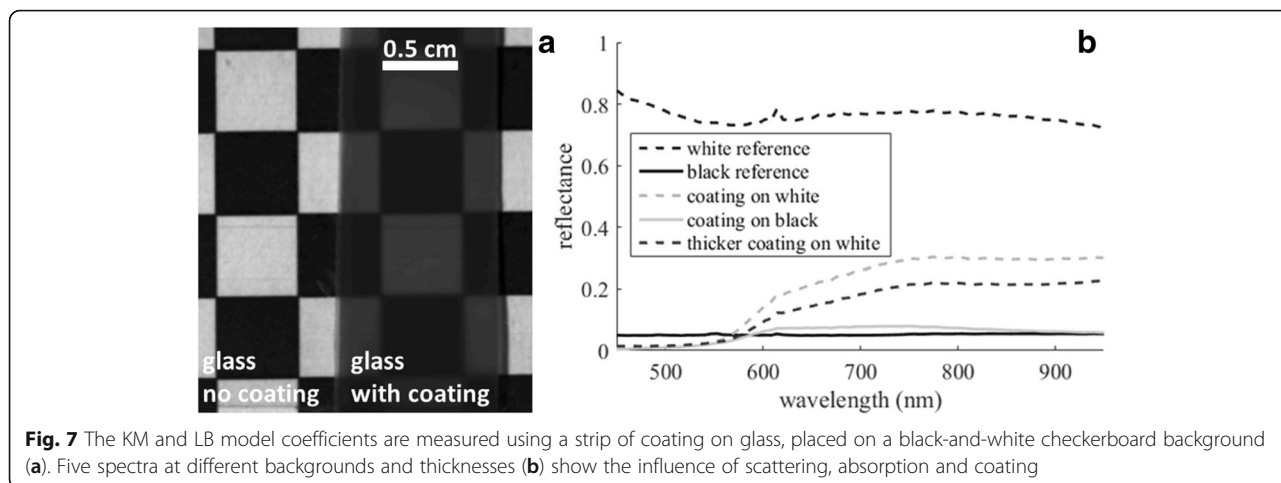 0.5 cm
glass
no coating
glass
with coating
a
b
1
0.8
0.6
0.4
0.2
0
reflectance
white reference
black reference
coating on white
coating on black
thicker coating on white
500
600
700
800
900
wavelength (nm)
Fig. 7 The KM and LB model coefficients are measured using a strip of coating on glass, placed on a black-and-white checkerboard background
(a). Five spectra at different backgrounds and thicknesses (b) show the influence of scattering, absorption and coating